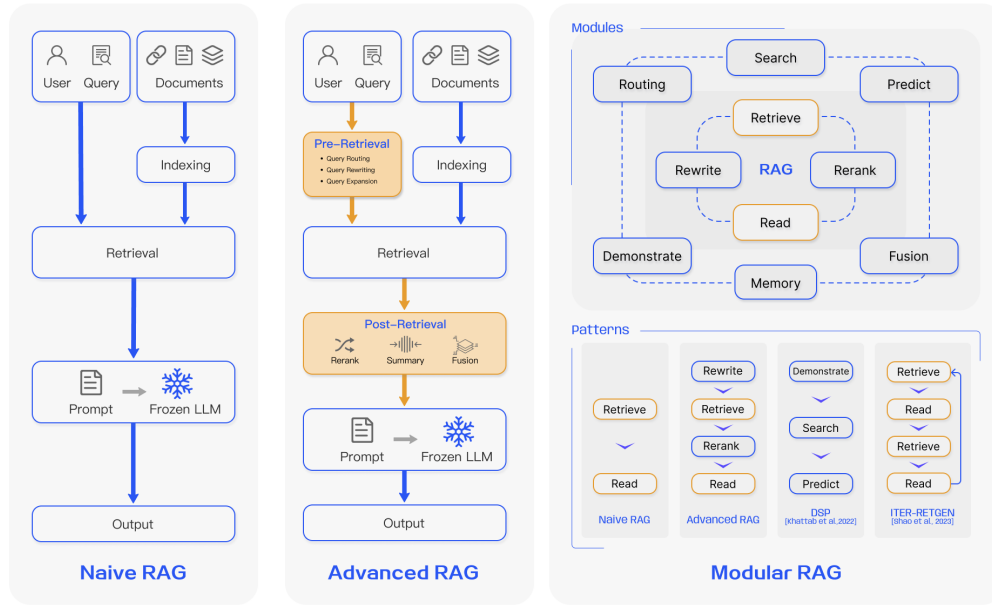 User Query
Documents
Indexing
Retrieval
Prompt
Frozen LLM
Output
Naive RAG
User Query
Documents
Pre-Retrieval
• Query Routing
• Query Rewriting
• Query Expansion
Indexing
Retrieval
Post-Retrieval
Rerank
Summary
Fusion
Prompt
Frozen LLM
Output
Advanced RAG
Modules
Search
Routing
Predict
Retrieve
Rewrite
RAG
Rerank
Read
Demonstrate
Fusion
Memory
Patterns
Retrieve
Read
Naive RAG
Rewrite
Retrieve
Rerank
Read
Advanced RAG
Demonstrate
Search
Predict
DSP
[Khattab et al.,2022]
Retrieve
Read
Retrieve
Read
ITER-RETGEN
[Shao et al., 2023]
Modular RAG